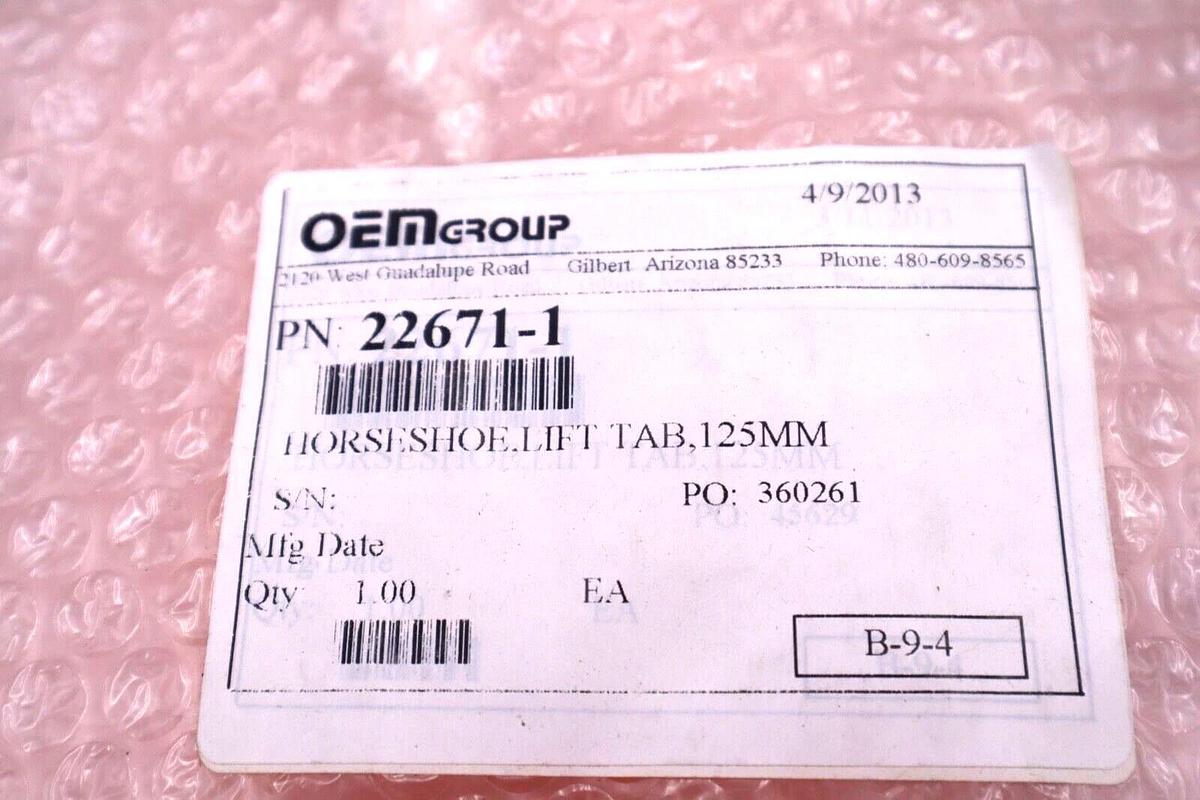 4/9/2013
OEMGROUP
2120 West Guadalupe Road Gilbert Arizona 85233 Phone: 480-609-8565
PN: 22671-1
HORSESHOE,LIFT TAB,125MM
S/N: PO: 360261
Mfg Date
Qty: 1.00 EA
B-9-4